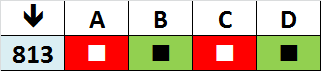 🡻 A B C D
813 ■ ■ ■ ■